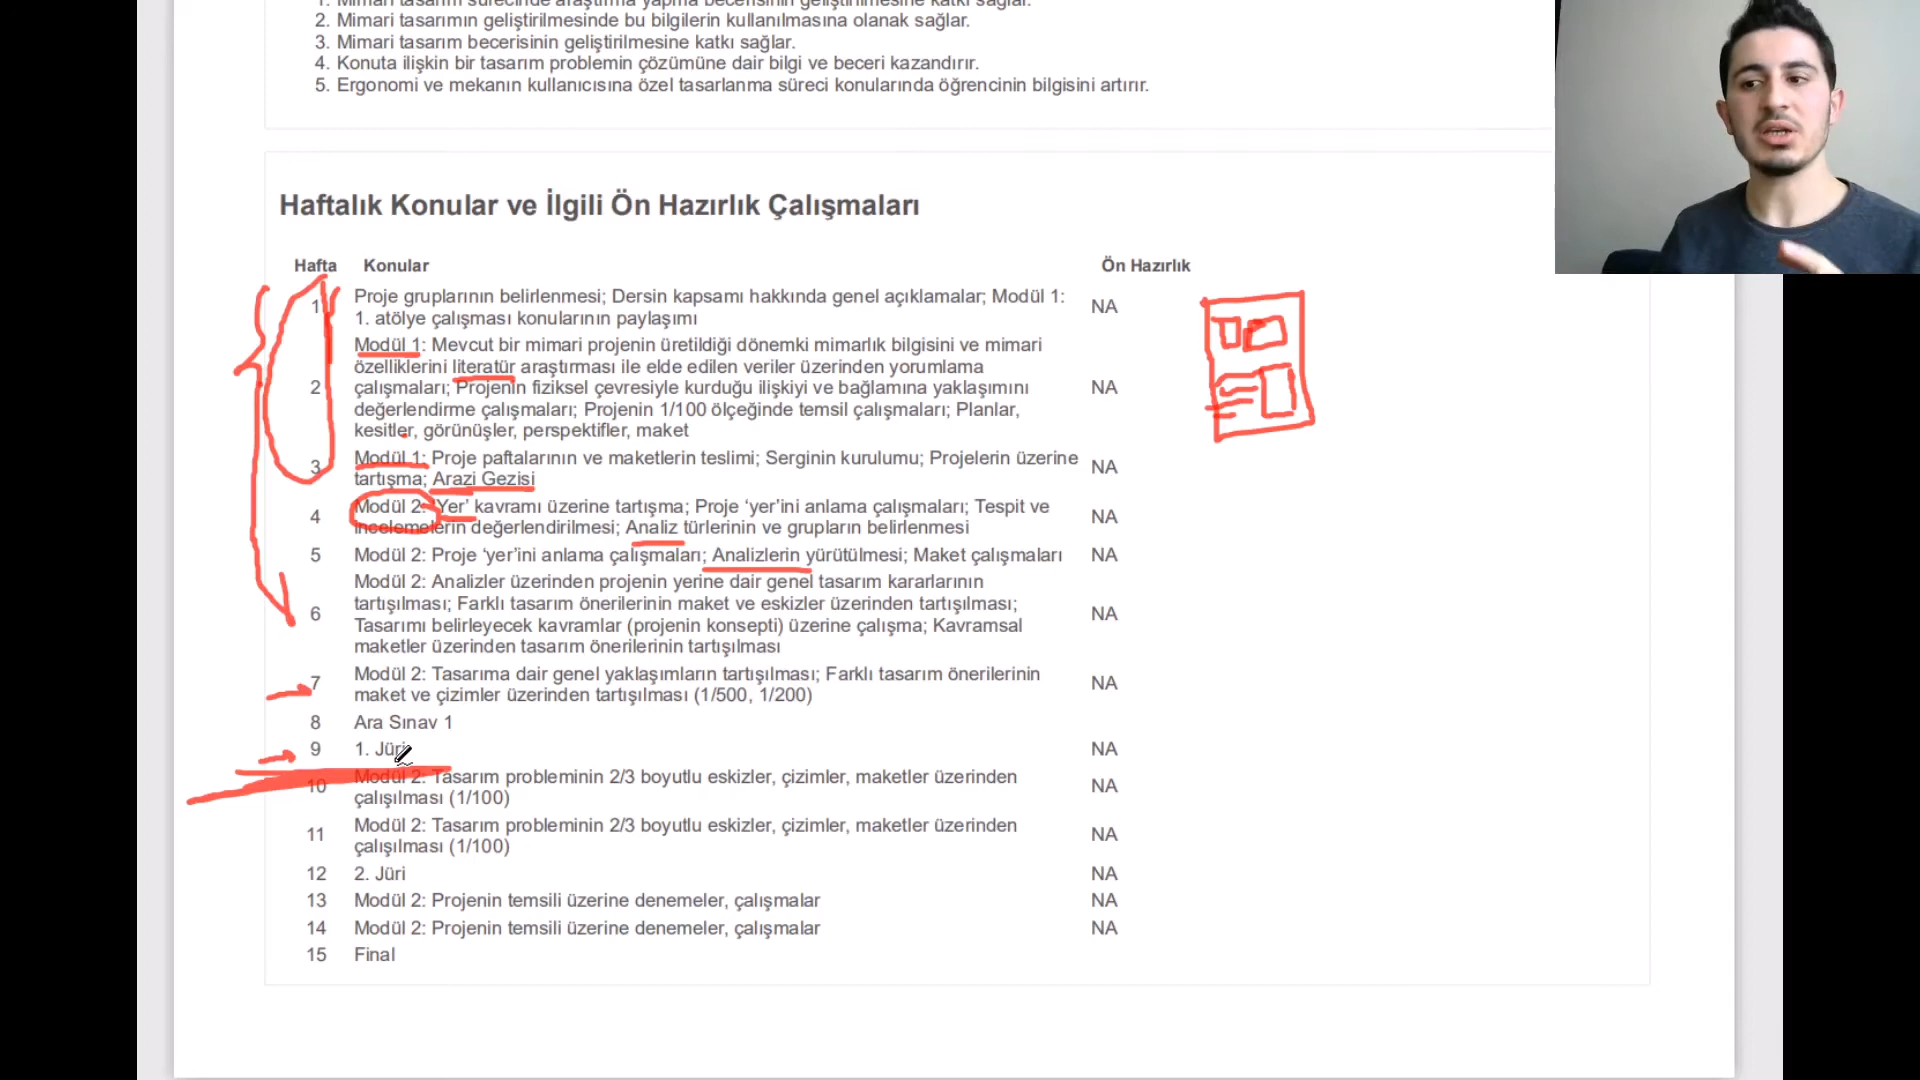 1. Mimari tasarım sürecinde araştırma yapma becerisinin geliştirilmesine katkı sağlar.
2. Mimari tasarımın geliştirilmesinde bu bilgilerin kullanılmasına olanak sağlar.
3. Mimari tasarım becerisinin geliştirilmesine katkı sağlar.
4. Konuta ilişkin bir tasarım problemin çözümüne dair bilgi ve beceri kazandırır.
5. Ergonomi ve mekanın kullanıcısına özel tasarlanma süreci konularında öğrencinin bilgisini artırır.
Haftalık Konular ve İlgili Ön Hazırlık Çalışmaları
Hafta Konular Ön Hazırlık
Proje gruplarının belirlenmesi; Dersin kapsamı hakkında genel açıklamalar; Modül 1:
1 NA
1. atölye çalışması konularının paylaşımı
Modül 1: Mevcut bir mimari projenin üretildiği dönemki mimarlık bilgisini ve mimari
özelliklerini literatür araştırması ile elde edilen veriler üzerinden yorumlama
2 çalışmaları; Projenin fiziksel çevresiyle kurduğu ilişkiyi ve bağlamına yaklaşımını NA
değerlendirme çalışmaları; Projenin 1/100 ölçeğinde temsil çalışmaları; Planlar,
kesitler, görünüşler, perspektifler, maket
Modül 1: Proje paftalarının ve maketlerin teslimi; Serginin kurulumu; Projelerin üzerine
3 NA
tartışma; Arazi Gezisi
Modül 2: 'Yer' kavramı üzerine tartışma; Proje ‘yer’ini anlama çalışmaları; Tespit ve
4 NA
incelemelerin değerlendirilmesi; Analiz türlerinin ve grupların belirlenmesi
5 Modül 2: Proje ‘yer’ini anlama çalışmaları; Analizlerin yürütülmesi; Maket çalışmaları NA
Modül 2: Analizler üzerinden projenin yerine dair genel tasarım kararlarının
tartışılması; Farklı tasarım önerilerinin maket ve eskizler üzerinden tartışılması;
6 NA
Tasarımı belirleyecek kavramlar (projenin konsepti) üzerine çalışma; Kavramsal
maketler üzerinden tasarım önerilerinin tartışılması
Modül 2: Tasarıma dair genel yaklaşımların tartışılması; Farklı tasarım önerilerinin
7 NA
maket ve çizimler üzerinden tartışılması (1/500, 1/200)
8 Ara Sınav 1
9 1. Jüri NA
Modül 2: Tasarım probleminin 2/3 boyutlu eskizler, çizimler, maketler üzerinden
10 NA
çalışılması (1/100)
Modül 2: Tasarım probleminin 2/3 boyutlu eskizler, çizimler, maketler üzerinden
11 NA
çalışılması (1/100)
12 2. Jüri NA
13 Modül 2: Projenin temsili üzerine denemeler, çalışmalar NA
14 Modül 2: Projenin temsili üzerine denemeler, çalışmalar NA
15 Final